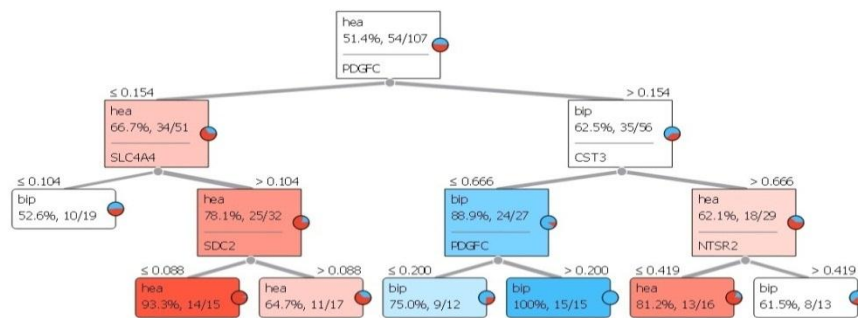 hea
51.4%, 54/107
PDGFC
≤ 0.154
> 0.154
hea
66.7%, 34/51
SLC4A4
bip
62.5%, 35/56
CST3
≤ 0.104
> 0.104
≤ 0.666
> 0.666
bip
52.6%, 10/19
hea
78.1%, 25/32
SDC2
bip
88.9%, 24/27
PDGFC
hea
62.1%, 18/29
NTSR2
≤ 0.088
> 0.088
≤ 0.200
> 0.200
≤ 0.419
> 0.419
hea
93.3%, 14/15
hea
64.7%, 11/17
bip
75.0%, 9/12
bip
100%, 15/15
hea
81.2%, 13/16
bip
61.5%, 8/13